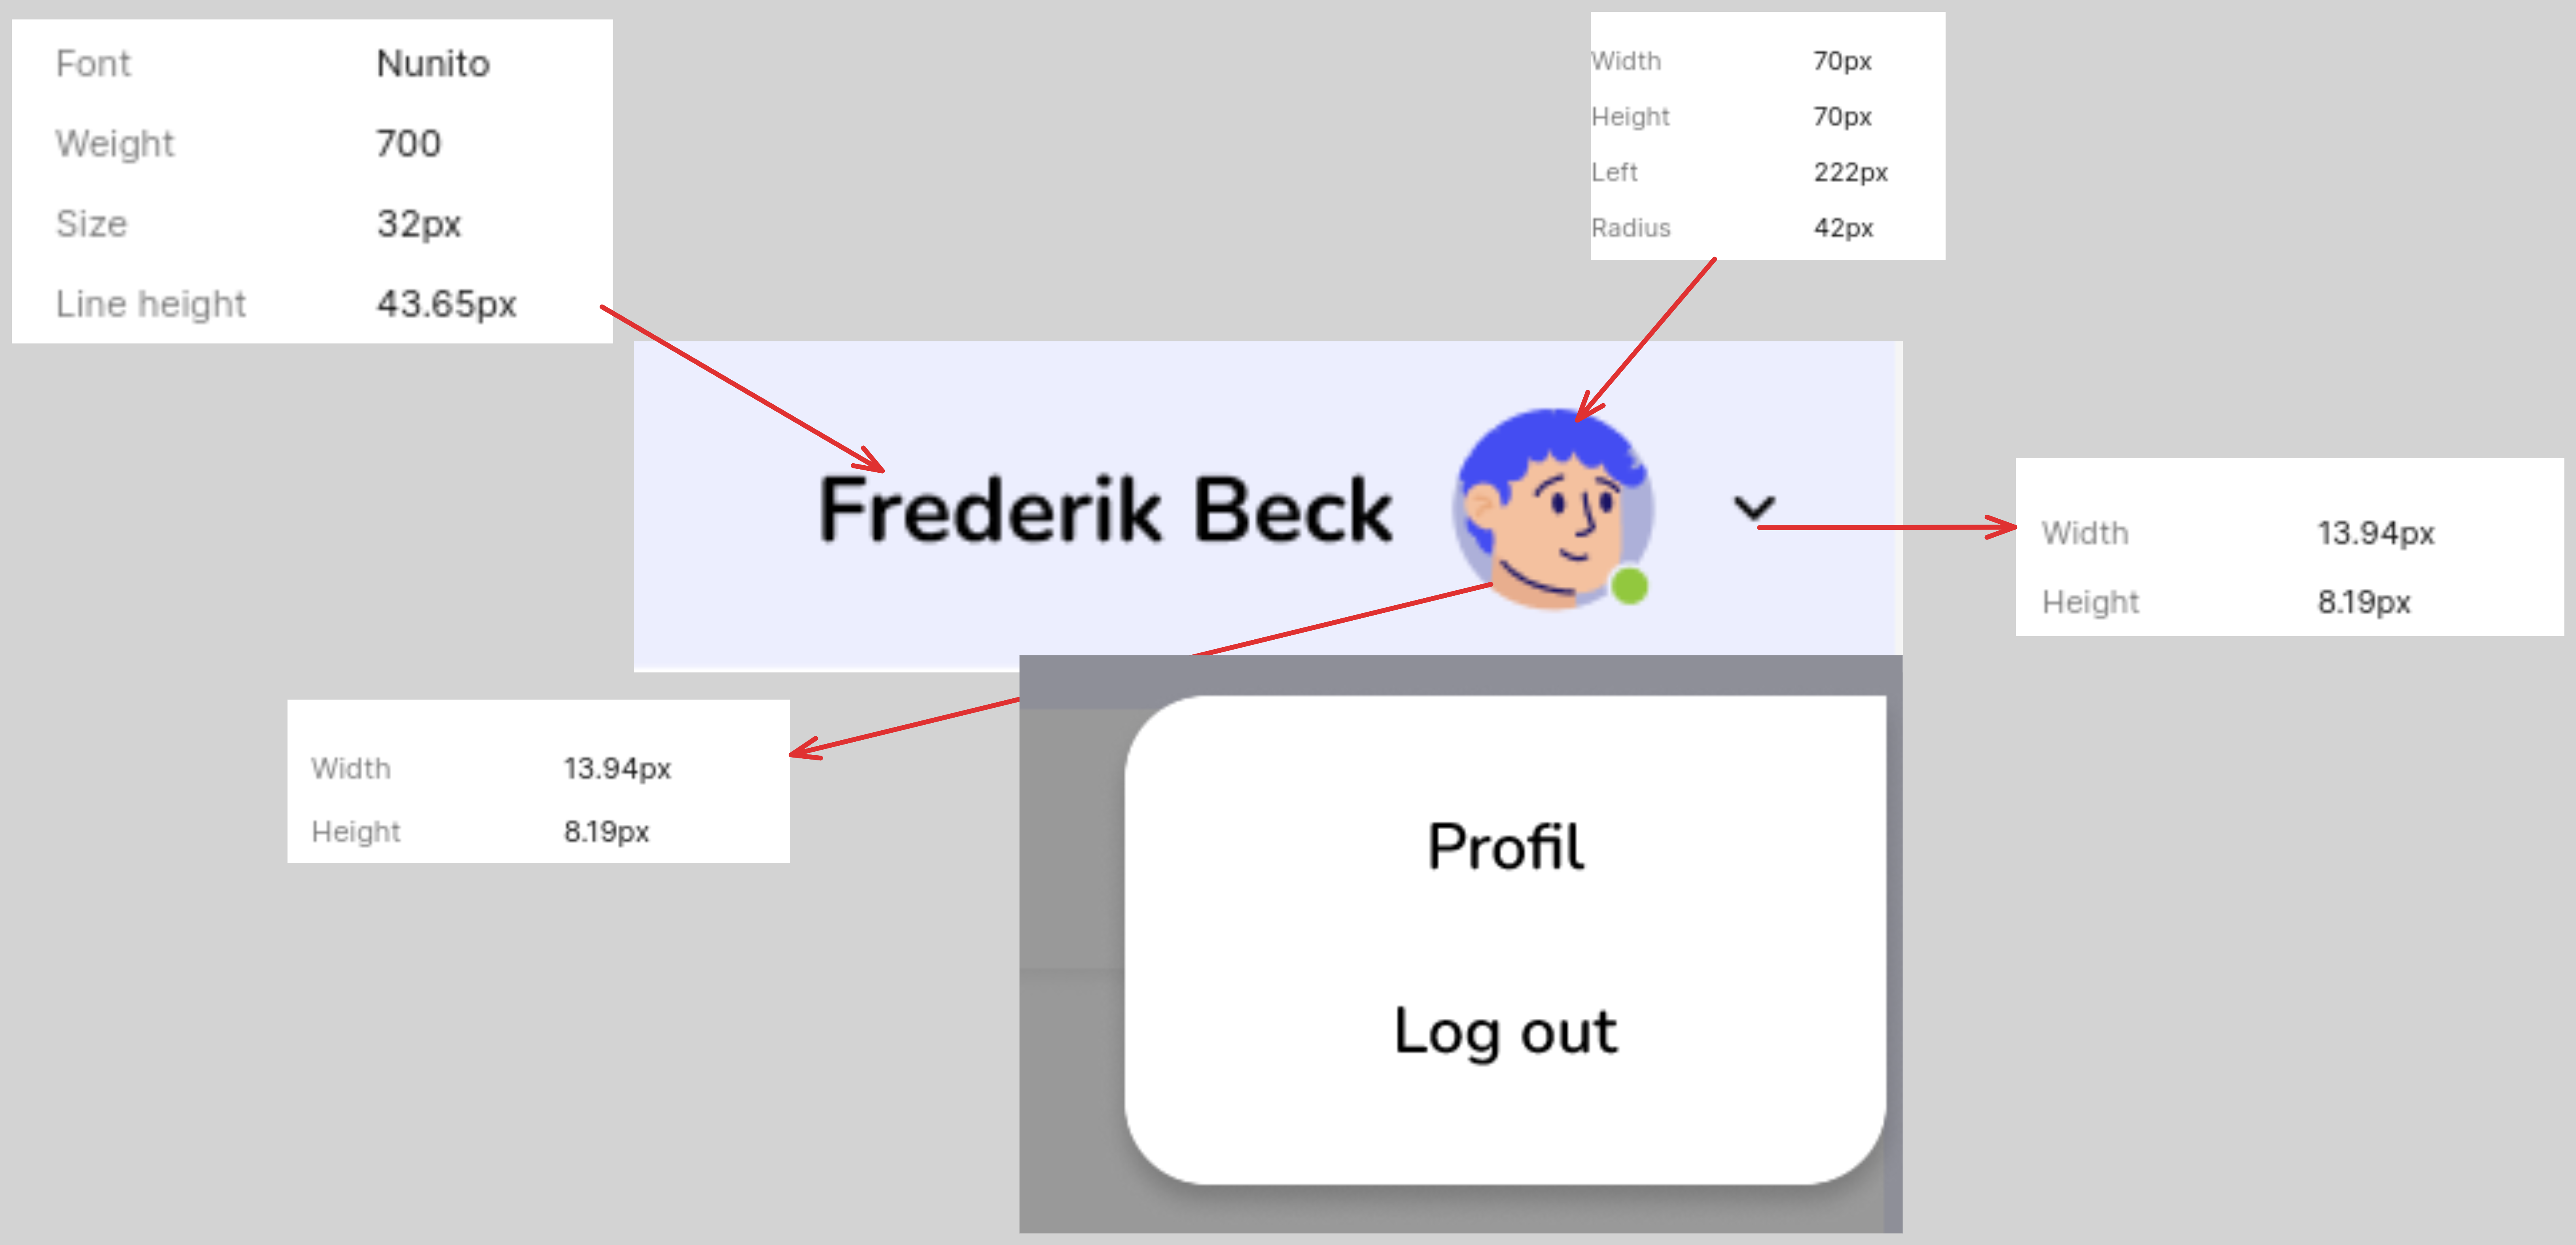 Font Nunito
Weight 700
Size 32px
Line height 43.65px
Width 70px
Height 70px
Left 222px
Radius 42px
Frederik Beck
Width 13.94px
Height 8.19px
Width 13.94px
Height 8.19px
Profil
Log out